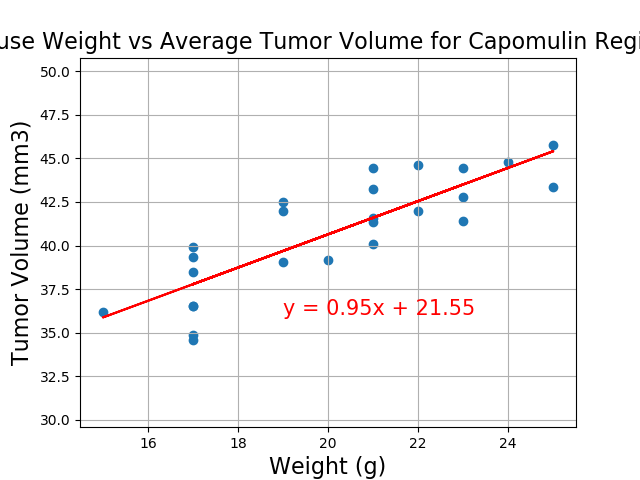 use Weight vs Average Tumor Volume for Capomulin Regi
50.0
47.5
45.0
42.5
40.0
37.5
35.0
32.5
30.0
Tumor Volume (mm3)
y = 0.95x + 21.55
16 18 20 22 24
Weight (g)